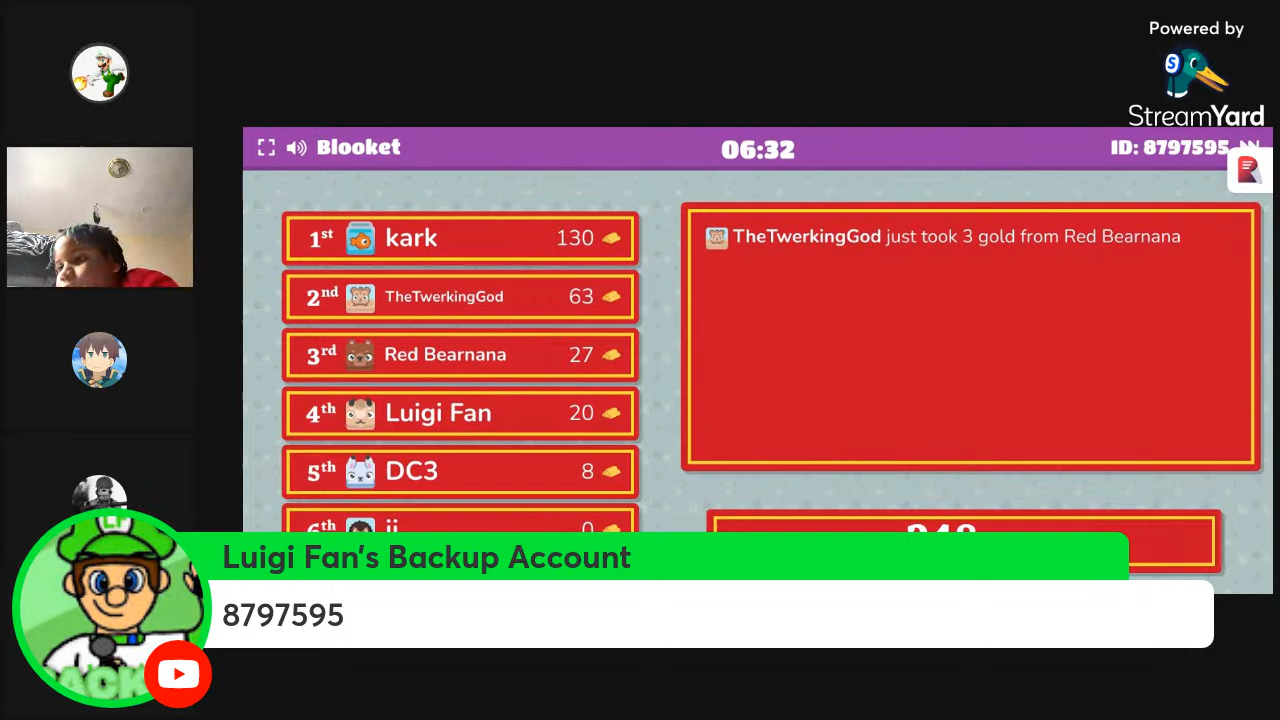 Powered by
StreamYard
Blooket
06:32
ID: 8797595
1st kark 130
2nd TheTwerkingGod 63
3rd Red Bearnana 27
4th Luigi Fan 20
5th DC3 8
TheTwerkingGod just took 3 gold from Red Bearnana
Luigi Fan's Backup Account
8797595